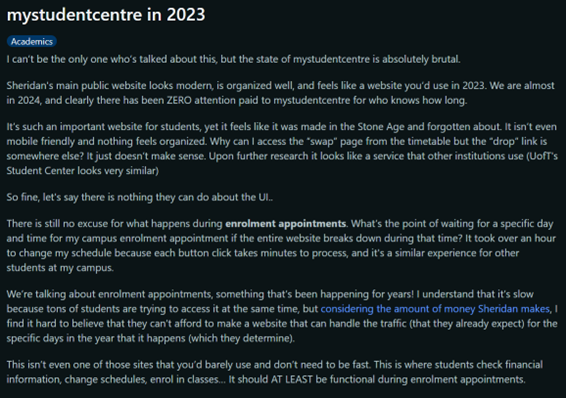 mystudentcentre in 2023
Academics
I can't be the only one who's talked about this, but the state of mystudentcentre is absolutely brutal.
Sheridan's main public website looks modern, is organized well, and feels like a website you'd use in 2023. We are almost
in 2024, and clearly there has been ZERO attention paid to mystudentcentre for who knows how long.
It's such an important website for students, yet it feels like it was made in the Stone Age and forgotten about. It isn't even
mobile friendly and nothing feels organized. Why can I access the "swap" page from the timetable but the "drop" link is
somewhere else? It just doesn't make sense. Upon further research it looks like a service that other institutions use (UofT's
Student Center looks very similar)
So fine, let's say there is nothing they can do about the UI..
There is still no excuse for what happens during enrolment appointments. What's the point of waiting for a specific day
and time for my campus enrolment appointment if the entire website breaks down during that time? It took over an hour
to change my schedule because each button click takes minutes to process, and it's a similar experience for other
students at my campus.
We're talking about enrolment appointments, something that's been happening for years! I understand that it's slow
because tons of students are trying to access it at the same time, but considering the amount of money Sheridan makes, I
find it hard to believe that they can't afford to make a website that can handle the traffic (that they already expect) for the
specific days in the year that it happens (which they determine).
This isn't even one of those sites that you'd barely use and don't need to be fast. This is where students check financial
information, change schedules, enrol in classes... It should AT LEAST be functional during enrolment appointments.